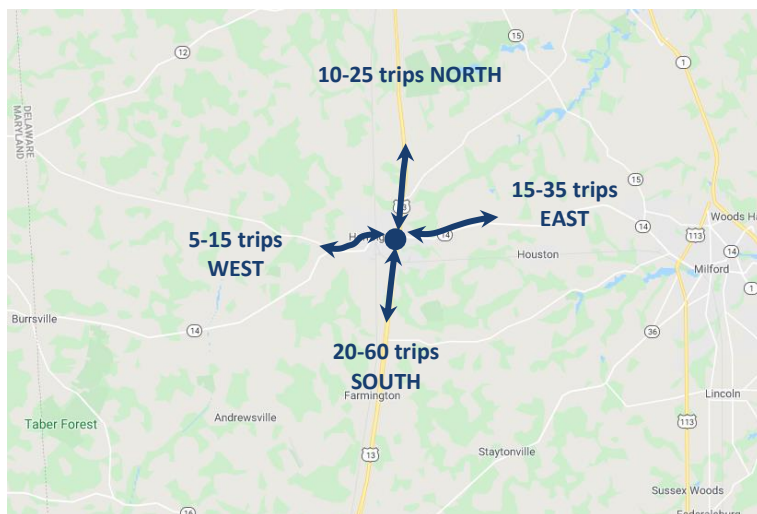 15
12
1
10-25 trips NORTH
DELAWARE
MARYLAND
15-35 trips
EAST
15
13
14
14
Woods Ha
113
14
Milford
1
5-15 trips
WEST
Houston
Burrsville
14
36
20-60 trips
SOUTH
Farmington
Lincoln
Andrewsville
Taber Forest
113
13
Staytonville
Sussex Woods
16
Federalsburg